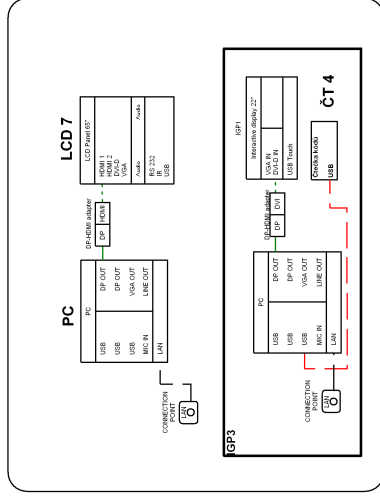 LCD 7
LCD Panel 65"
HDMI 1
HDMI 2
DVI-D
VGA
Audio
Audio
RS 232
IR
USB
DP-HDMI adapter
DP
HDMI
PC
PC
USB
USB
USB
MIC IN
LAN
DP OUT
DP OUT
VGA OUT
LINE OUT
CONNECTION
POINT
LAN
IGP3
IGP1
Interactive display 22"
VGA IN
DVI-D IN
USB Touch
ČT 4
Čtečka kódu
USB
DP-HDMI adapter
DP
DVI
PC
USB
USB
USB
MIC IN
LAN
DP OUT
DP OUT
VGA OUT
LINE OUT
CONNECTION
POINT
LAN